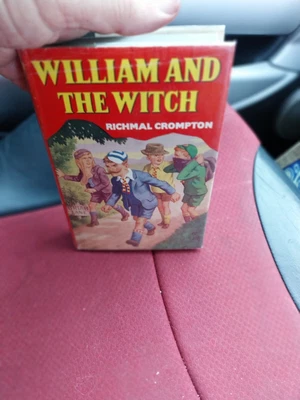 WILLIAM AND
THE WITCH
RICHMAL CROMPTON